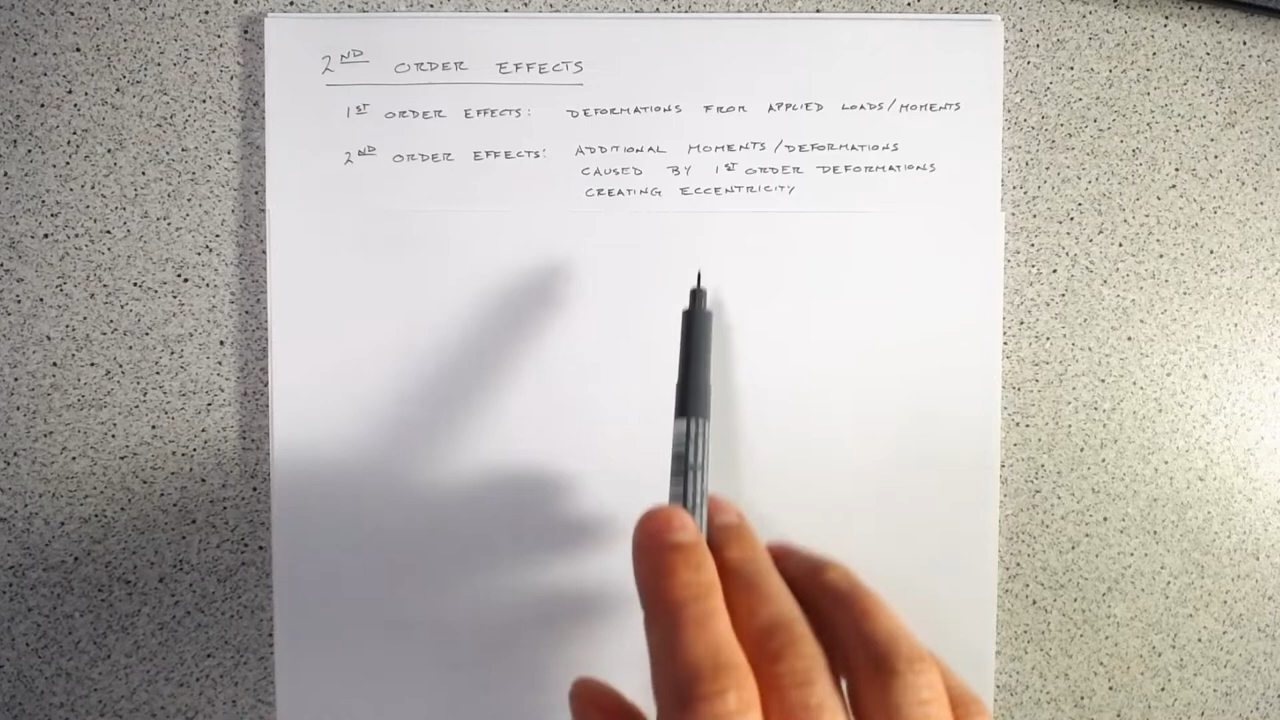 2ND ORDER EFFECTS
1ST ORDER EFFECTS: DEFORMATIONS FROM APPLIED LOADS/MOMENTS
2ND ORDER EFFECTS: ADDITIONAL MOMENTS/DEFORMATIONS
CAUSED BY 1ST ORDER DEFORMATIONS
CREATING ECCENTRICITY